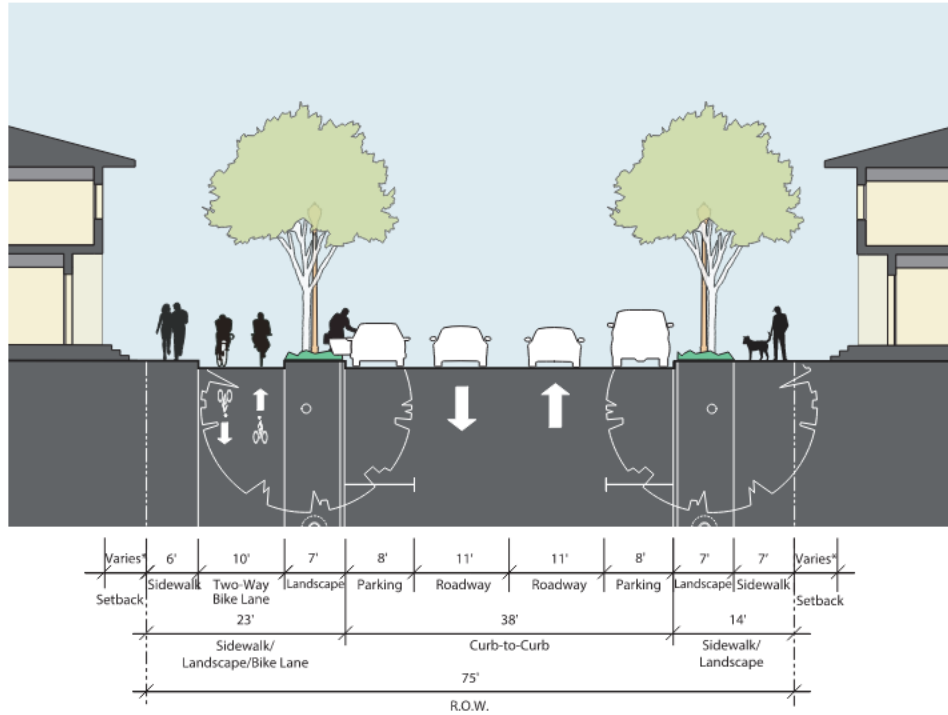 Varies* 6' 10' 7' 8' 11' 11' 8' 7' 7' Varies*
Setback Sidewalk Two-Way Landscape Parking Roadway Roadway Parking Landscape Sidewalk Setback
Bike Lane
23' 38' 14'
Sidewalk/ Curb-to-Curb Sidewalk/
Landscape/Bike Lane Landscape
75'
R.O.W.